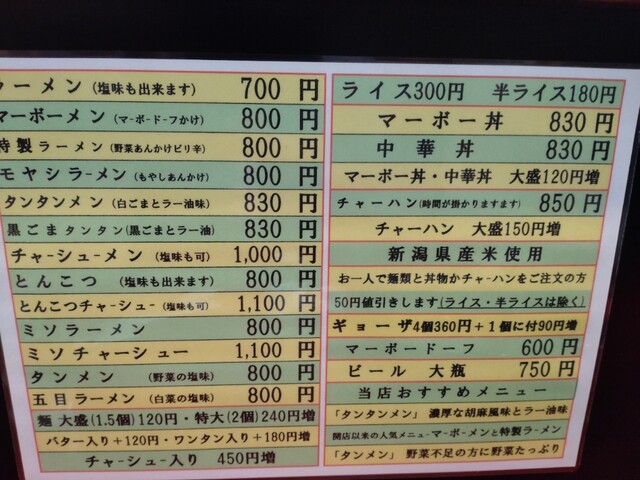 ラーメン (塩味も出来ます) 700 円
マーボーメン (マーボードーフかけ) 800 円
特製ラーメン (野菜あんかけピリ辛) 800 円
モヤシラーメン (もやしあんかけ) 800 円
タンタンメン (白ごまとラー油味) 830 円
黒ごまタンタン(黒ごまとラー油) 830 円
チャーシューメン (塩味も可) 1,000 円
とんこつ (塩味も出来ます) 800 円
とんこつチャーシュー(塩味も可) 1,100 円
ミソラーメン 800 円
ミソチャーシュー 1,100 円
タンメン (野菜の塩味) 800 円
五目ラーメン (白菜の塩味) 800 円
麺 大盛(1.5個)120円・特大(2個)240円増
バター入り+120円・ワンタン入り+180円増
チャーシュー入り 450円増
ライス300円 半ライス180円
マーボー丼 830 円
中華丼 830 円
マーボー丼・中華丼 大盛120円増
チャーハン(時間が掛かりますます) 850 円
チャーハン 大盛150円増
新潟県産米使用
お一人で麺類と丼物かチャーハンをご注文の方
50円値引きします(ライス・半ライスは除く)
ギョーザ4個360円+1個に付90円増
マーボードーフ 600 円
ビール 大瓶 750 円
当店おすすめメニュー
「タンタンメン」 濃厚な胡麻風味とラー油味
開店以来の人気メニューマーボーメンと特製ラーメン
「タンメン」 野菜不足の方に野菜たっぷり